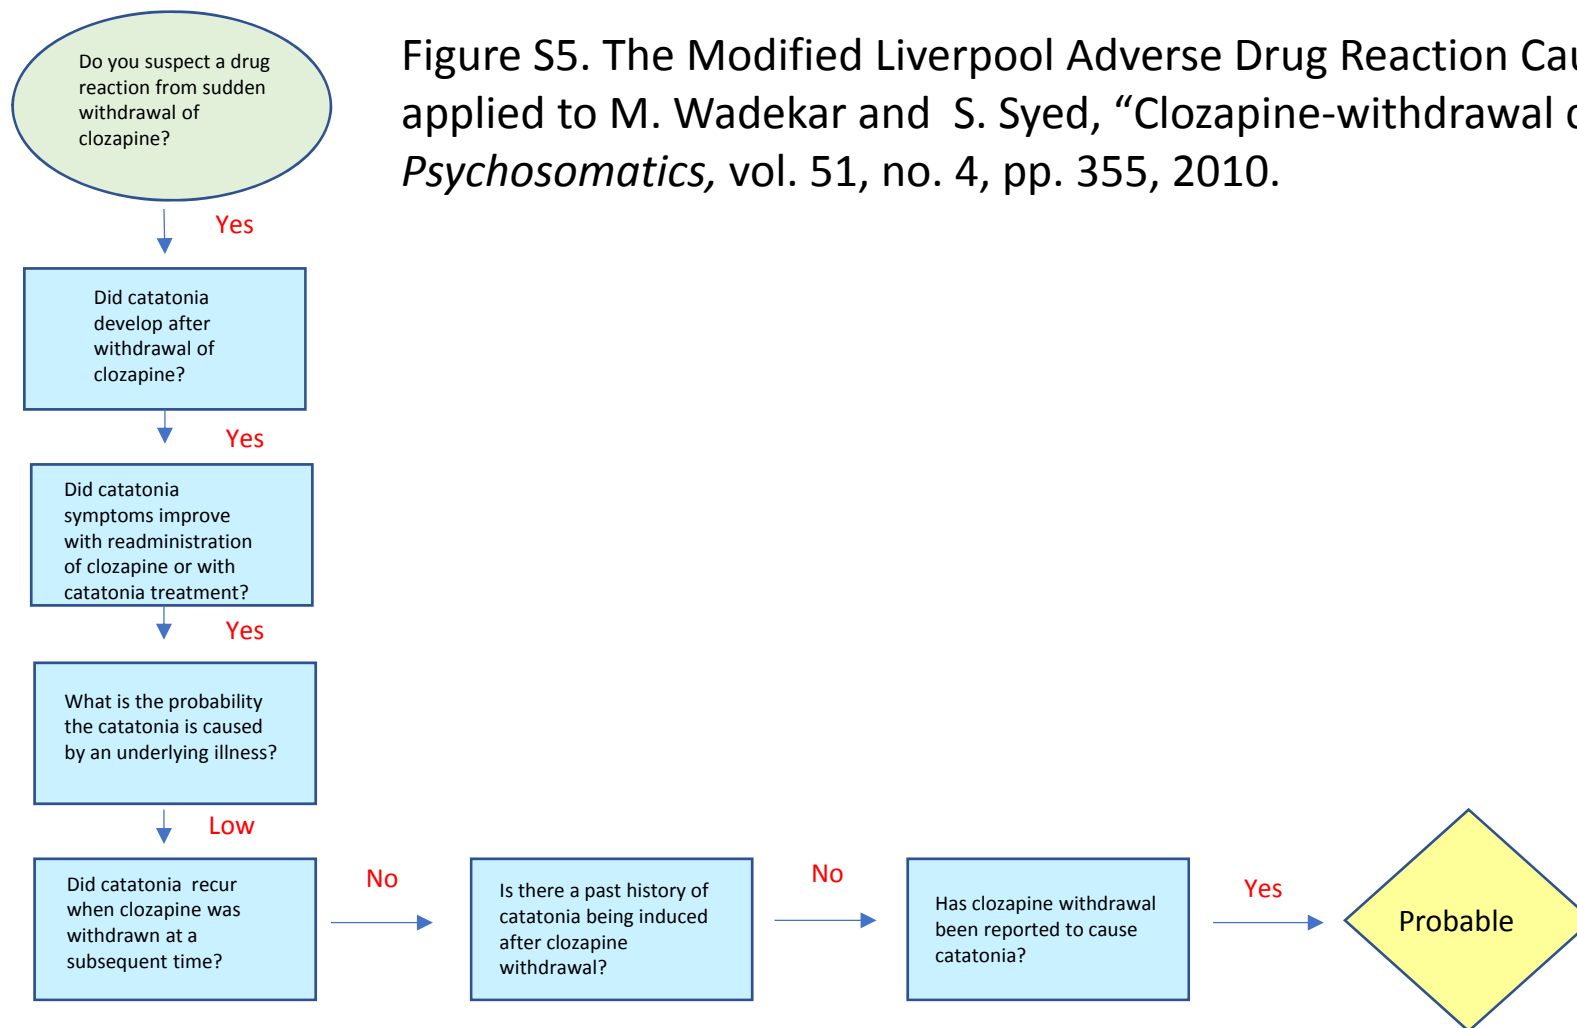 Do you suspect a drug
reaction from sudden
withdrawal of
clozapine?
Figure S5. The Modified Liverpool Adverse Drug Reaction
applied to M. Wadekar and S. Syed, “Clozapine-withdrawal
Psychosomatics, vol. 51, no. 4, pp. 355, 2010.
Yes
Did catatonia
develop after
withdrawal of
clozapine?
Yes
Did catatonia
symptoms improve
with readministration
of clozapine or with
catatonia treatment?
Yes
What is the probability
the catatonia is caused
by an underlying illness?
Low
Did catatonia recur
when clozapine was
withdrawn at a
subsequent time?
No
Is there a past history of
catatonia being induced
after clozapine
withdrawal?
No
Has clozapine withdrawal
been reported to cause
catatonia?
Yes
Probable